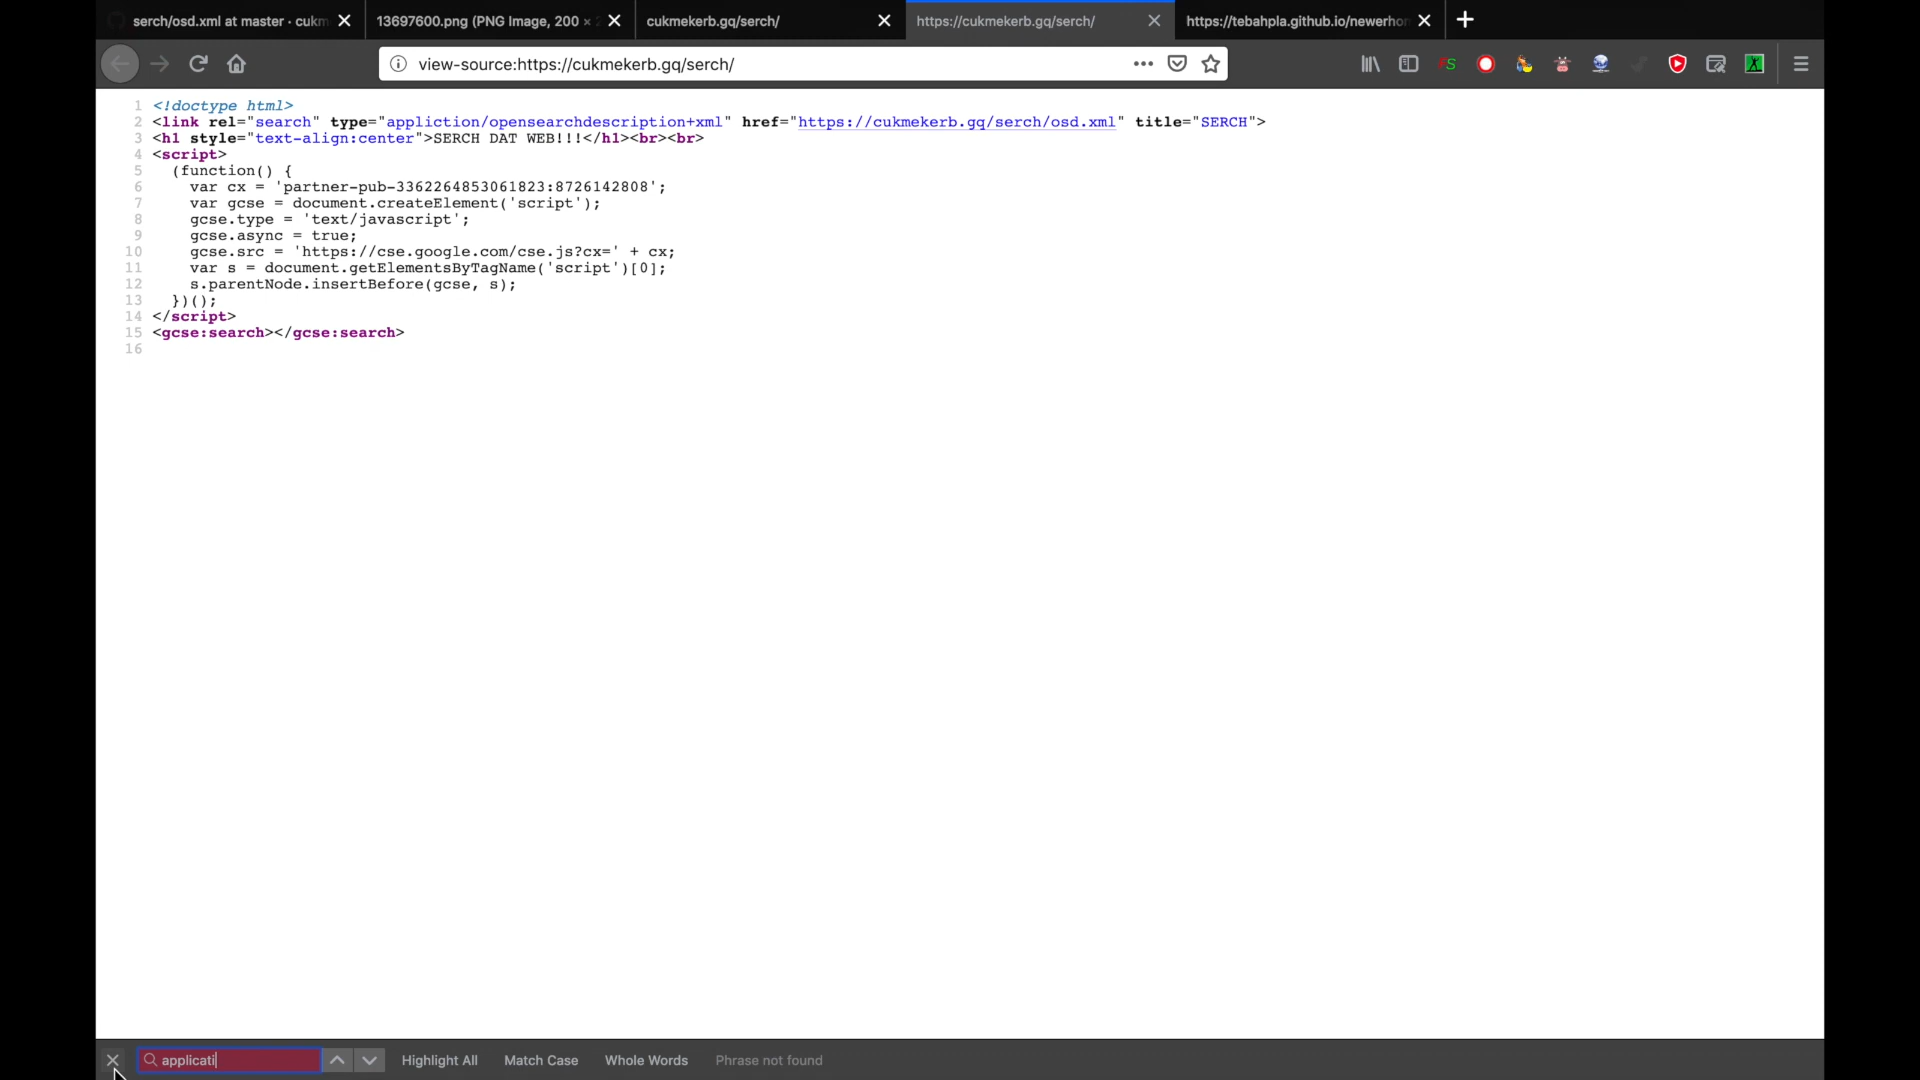 serch/osd.xml at master · cukm
13697600.png (PNG Image, 200 ×
cukmekerb.gq/serch/
https://cukmekerb.gq/serch/
https://tebahpla.github.io/newerhom
view-source:https://cukmekerb.gq/serch/
1 <!doctype html>
2 <link rel="search" type="appliction/opensearchdescription+xml" href="https://cukmekerb.gq/serch/osd.xml" title="SERCH">
3 <h1 style="text-align:center">SERCH DAT WEB!!!</h1><br><br>
4 <script>
5 (function() {
6 var cx = 'partner-pub-3362264853061823:8726142808';
7 var gcse = document.createElement('script');
8 gcse.type = 'text/javascript';
9 gcse.async = true;
10 gcse.src = 'https://cse.google.com/cse.js?cx=' + cx;
11 var s = document.getElementsByTagName('script')[0];
12 s.parentNode.insertBefore(gcse, s);
13 })();
14 </script>
15 <gcse:search></gcse:search>
16
applicati
Highlight All
Match Case
Whole Words
Phrase not found